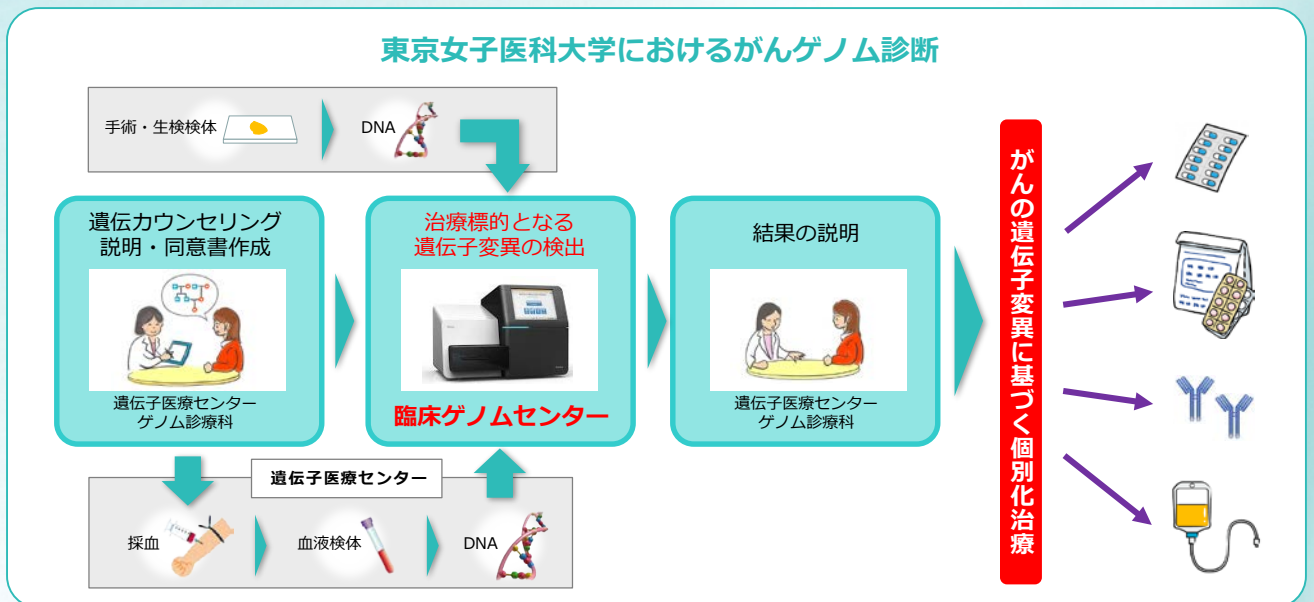 東京女子医科大学におけるがんゲノム診断
手術・生検検体
DNA
遺伝カウンセリング
説明・同意書作成
遺伝子医療センター
ゲノム診療科
治療標的となる
遺伝子変異の検出
臨床ゲノムセンター
結果の説明
遺伝子医療センター
ゲノム診療科
がんの遺伝子変異に基づく個別化治療
遺伝子医療センター
採血
血液検体
DNA